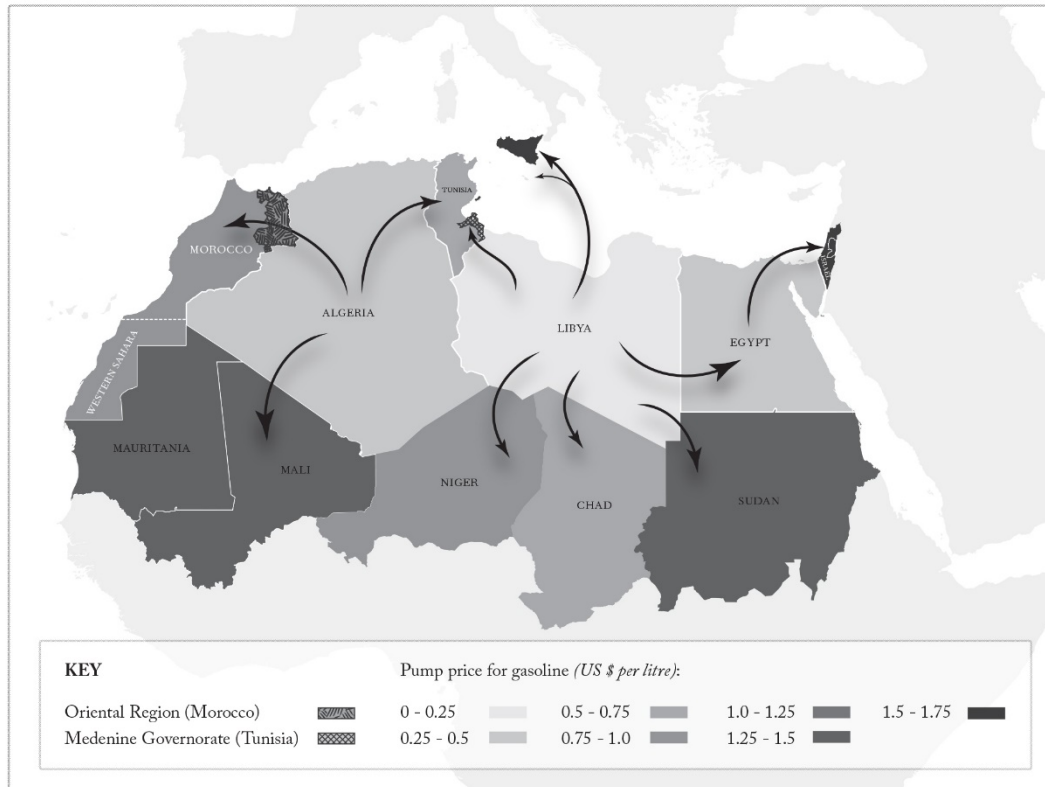 TUNISIA
MOROCCO
ALGERIA
LIBYA
EGYPT
ISRAEL
WESTERN SAHARA
MAURITANIA
MALI
NIGER
CHAD
SUDAN
KEY
Pump price for gasoline (US $ per litre):
Oriental Region (Morocco) 0 - 0.25 0.5 - 0.75 1.0 - 1.25 1.5 - 1.75
Medenine Governorate (Tunisia) 0.25 - 0.5 0.75 - 1.0 1.25 - 1.5